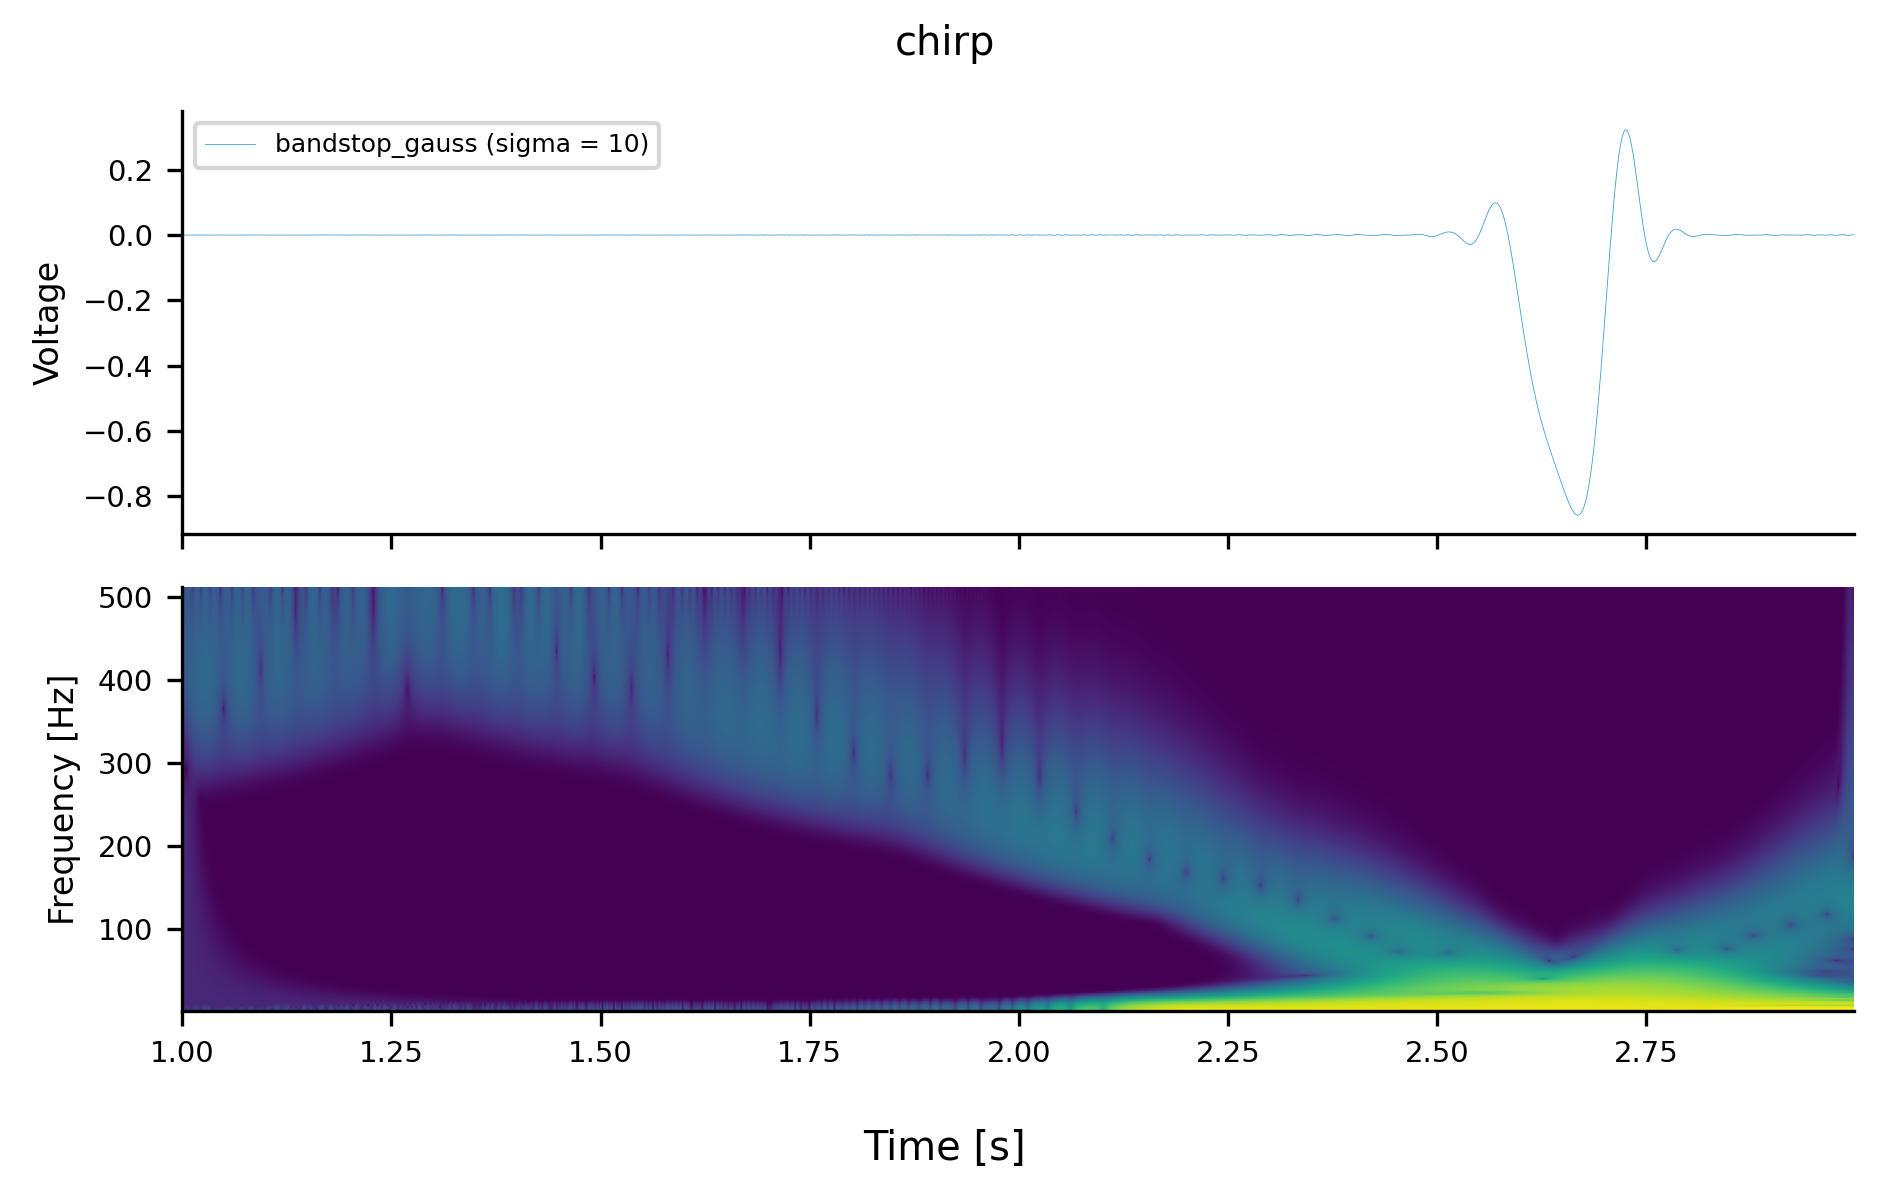 chirp
bandstop_gauss (sigma = 10)
0.2
0.0
−0.2
−0.4
−0.6
−0.8
Voltage
500
400
300
200
100
Frequency [Hz]
1.00 1.25 1.50 1.75 2.00 2.25 2.50 2.75
Time [s]